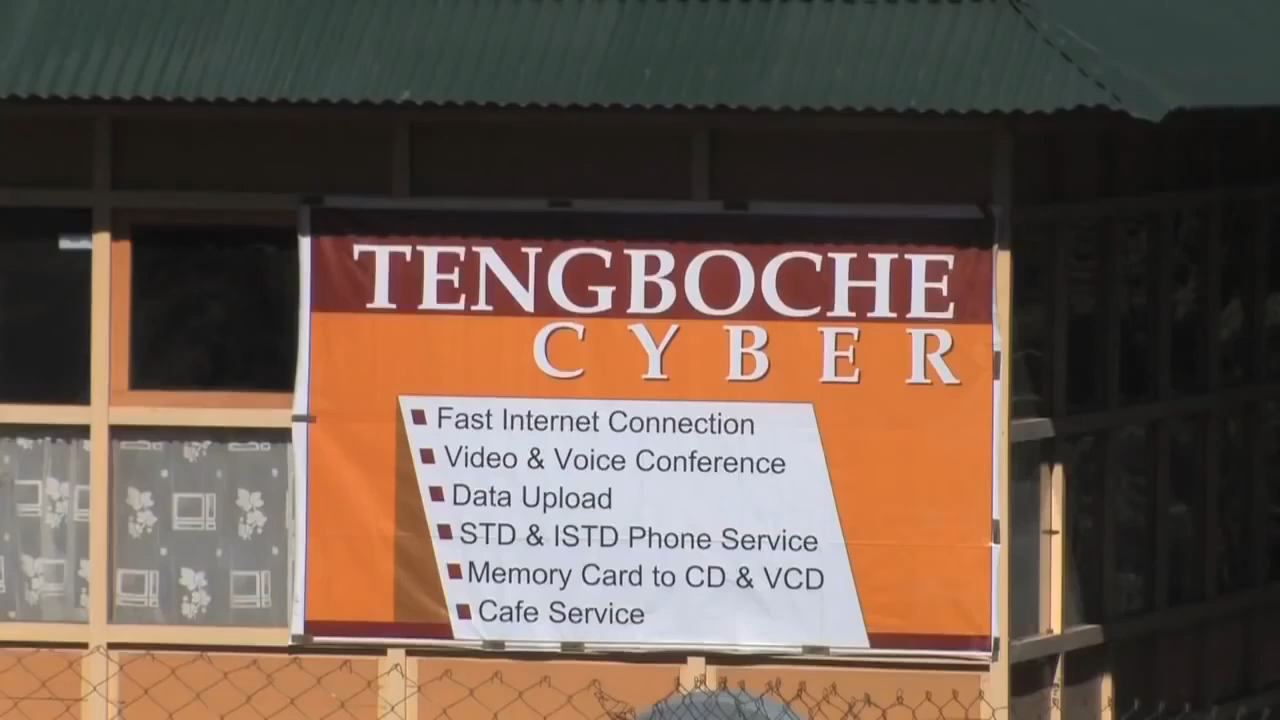 TENGBOCHE
CYBER
Fast Internet Connection
Video & Voice Conference
Data Upload
STD & ISTD Phone Service
Memory Card to CD & VCD
Cafe Service